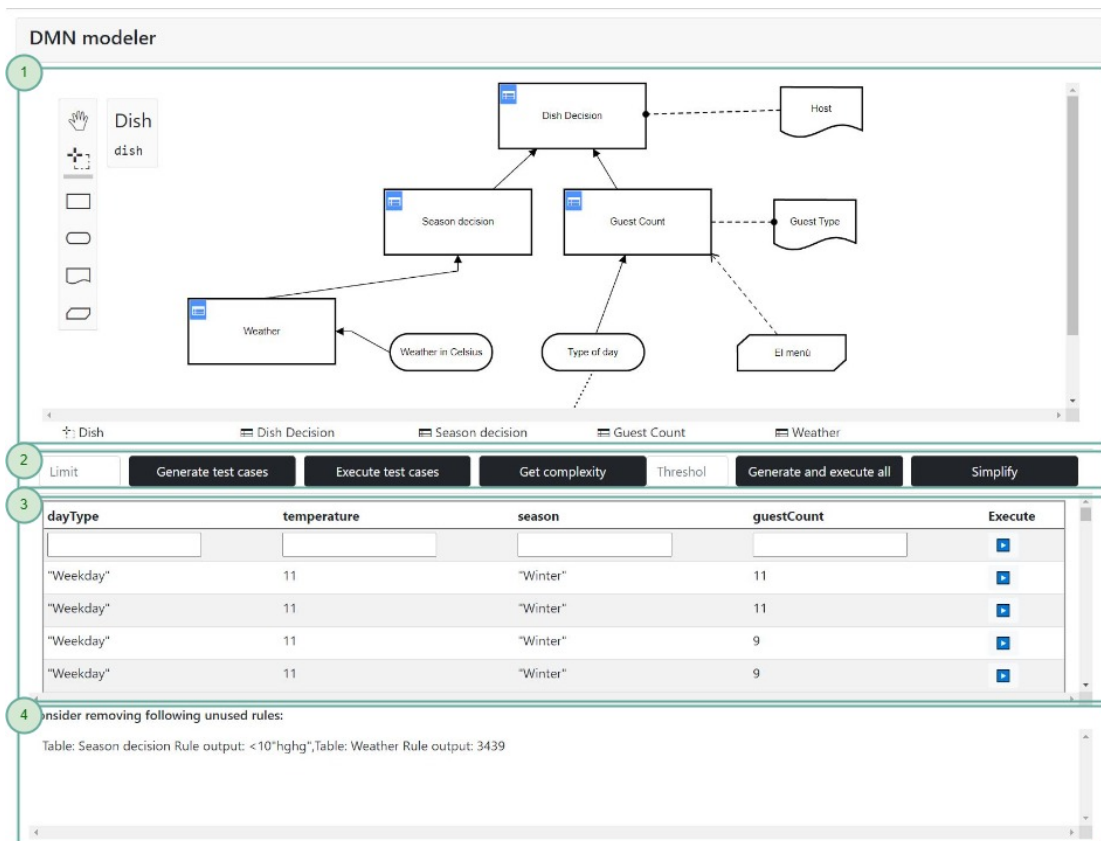 DMN modeler
1
Dish
dish
Dish Decision
Host
Season decision
Guest Count
Guest Type
Weather
Weather in Celsius
Type of day
El menú
Dish
Dish Decision
Season decision
Guest Count
Weather
2
Limit
Generate test cases
Execute test cases
Get complexity
Threshol
Generate and execute all
Simplify
3
dayType temperature season guestCount Execute
"Weekday" 11 "Winter" 11
"Weekday" 11 "Winter" 11
"Weekday" 11 "Winter" 9
"Weekday" 11 "Winter" 9
4
onsider removing following unused rules:
Table: Season decision Rule output: <10"hghg",Table: Weather Rule output: 3439